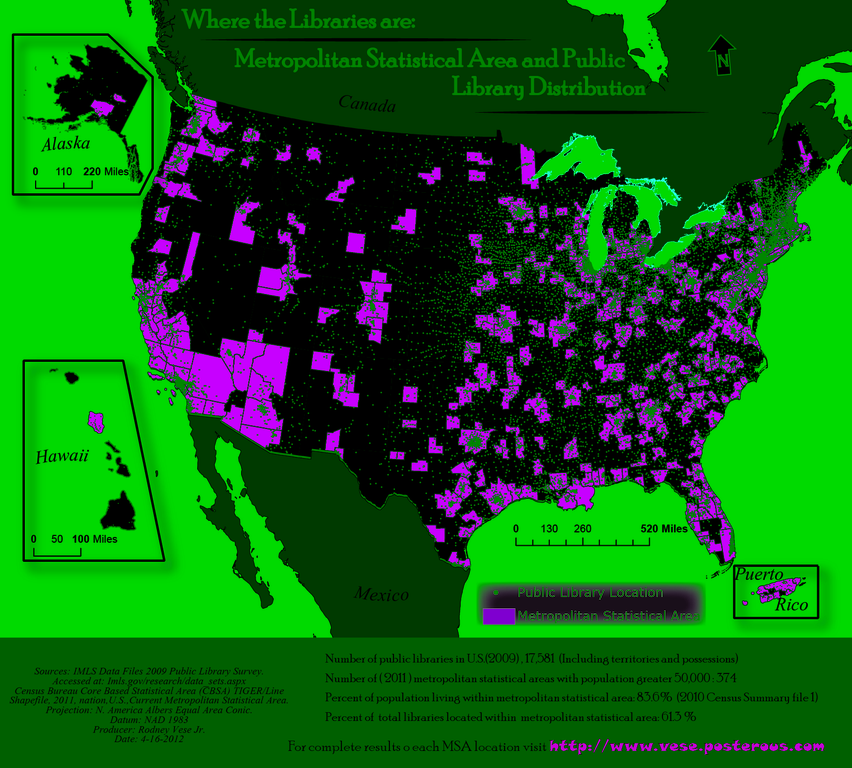 Where the Libraries are:
Metropolitan Statistical Area and Public
Library Distribution
N
Canada
Alaska
0 110 220 Miles
Hawaii
0 50 100 Miles
0 130 260 520 Miles
Mexico
Public Library Location
Metropolitan Statistical Area
Puerto
Rico
Sources: IMLS Data Files 2009 Public Library Survey.
Accessed at: imls.gov/research/data_sets.aspx
Census Bureau Core Based Statistical Area (CBSA) TIGER/Line
Shapefile, 2011, nation,U.S.,Current Metropolitan Statistical Area.
Projection: N. America Albers Equal Area Conic.
Datum: NAD 1983
Producer: Rodney Vese Jr.
Date: 4-16-2012
Number of public libraries in U.S.(2009) , 17,581 (Including territories and possessions)
Number of ( 2011 ) metropolitan statistical areas with population greater 50,000 : 374
Percent of population living within metropolitan statistical area: 83.6% (2010 Census Summary file 1)
Percent of total libraries located within metropolitan statistical area: 61.3 %
For complete results o each MSA location visit http://www.vese.posterous.com